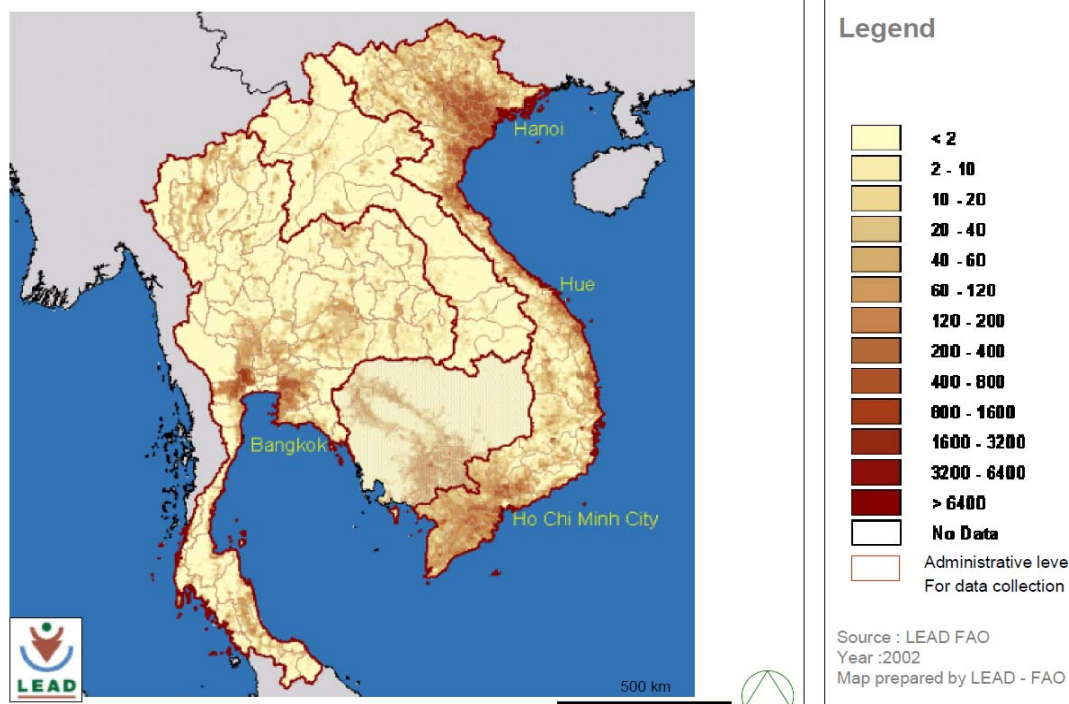 Hanoi
Hue
Bangkok
Ho Chi Minh City
LEAD
500 km
Legend
< 2
2 - 10
10 - 20
20 - 40
40 - 60
60 - 120
120 - 200
200 - 400
400 - 800
800 - 1600
1600 - 3200
3200 - 6400
> 6400
No Data
Administrative leve
For data collection
Source : LEAD FAO
Year :2002
Map prepared by LEAD - FAO